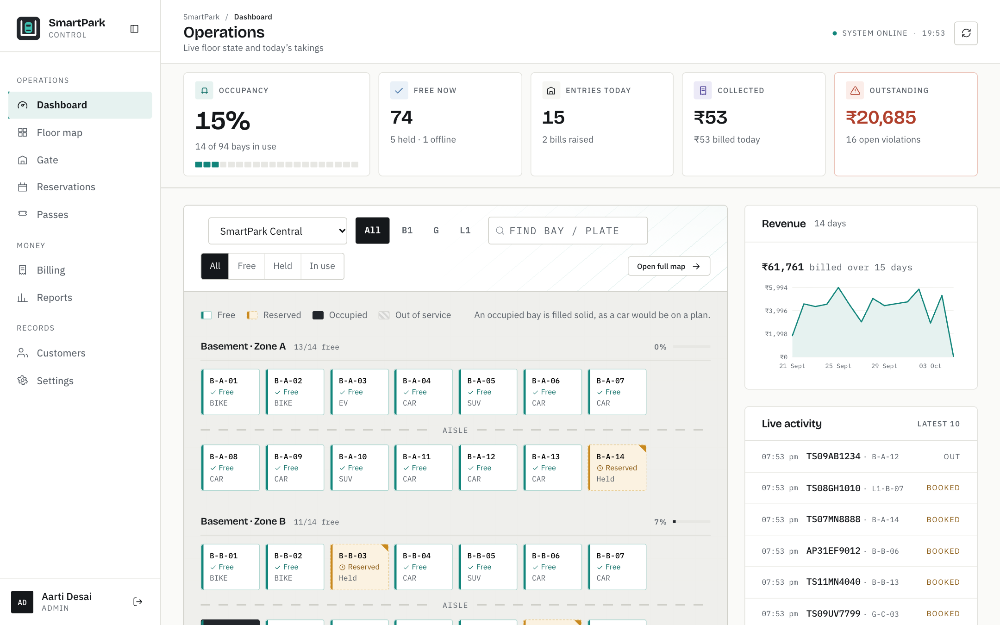 SmartPark
CONTROL
OPERATIONS
Dashboard
Floor map
Gate
Reservations
Passes
MONEY
Billing
Reports
RECORDS
Customers
Settings
AD
Aarti Desai
ADMIN
SmartPark / Dashboard
Operations
Live floor state and today’s takings
SYSTEM ONLINE · 19:53
OCCUPANCY
15%
14 of 94 bays in use
FREE NOW
74
5 held · 1 offline
ENTRIES TODAY
15
2 bills raised
COLLECTED
₹53
₹53 billed today
OUTSTANDING
₹20,685
16 open violations
SmartPark Central All B1 G L1 FIND BAY / PLATE
All Free Held In use Open full map
Free Reserved Occupied Out of service An occupied bay is filled solid, as a car would be on a plan.
Basement · Zone A 13/14 free 0%
B-A-01 B-A-02 B-A-03 B-A-04 B-A-05 B-A-06 B-A-07
Free Free Free Free Free Free Free
BIKE BIKE EV CAR SUV CAR CAR
AISLE
B-A-08 B-A-09 B-A-10 B-A-11 B-A-12 B-A-13 B-A-14
Free Free Free Free Free Free Reserved
CAR CAR SUV CAR CAR CAR Held
Basement · Zone B 11/14 free 7%
B-B-01 B-B-02 B-B-03 B-B-04 B-B-05 B-B-06 B-B-07
Free Free Reserved Free Free Free Free
BIKE BIKE Held CAR SUV CAR CAR
AISLE
Revenue 14 days
₹61,761 billed over 15 days
₹5,994
₹3,996
₹1,998
₹0
21 Sept 25 Sept 29 Sept 03 Oct
Live activity LATEST 10
07:53 pm TS09AB1234 · B-A-12 OUT
07:53 pm TS08GH1010 · L1-B-07 BOOKED
07:53 pm TS07MN8888 · B-A-14 BOOKED
07:53 pm AP31EF9012 · B-B-06 BOOKED
07:53 pm TS11MN4040 · B-B-13 BOOKED
07:53 pm TS09UV7799 · G-C-03 BOOKED